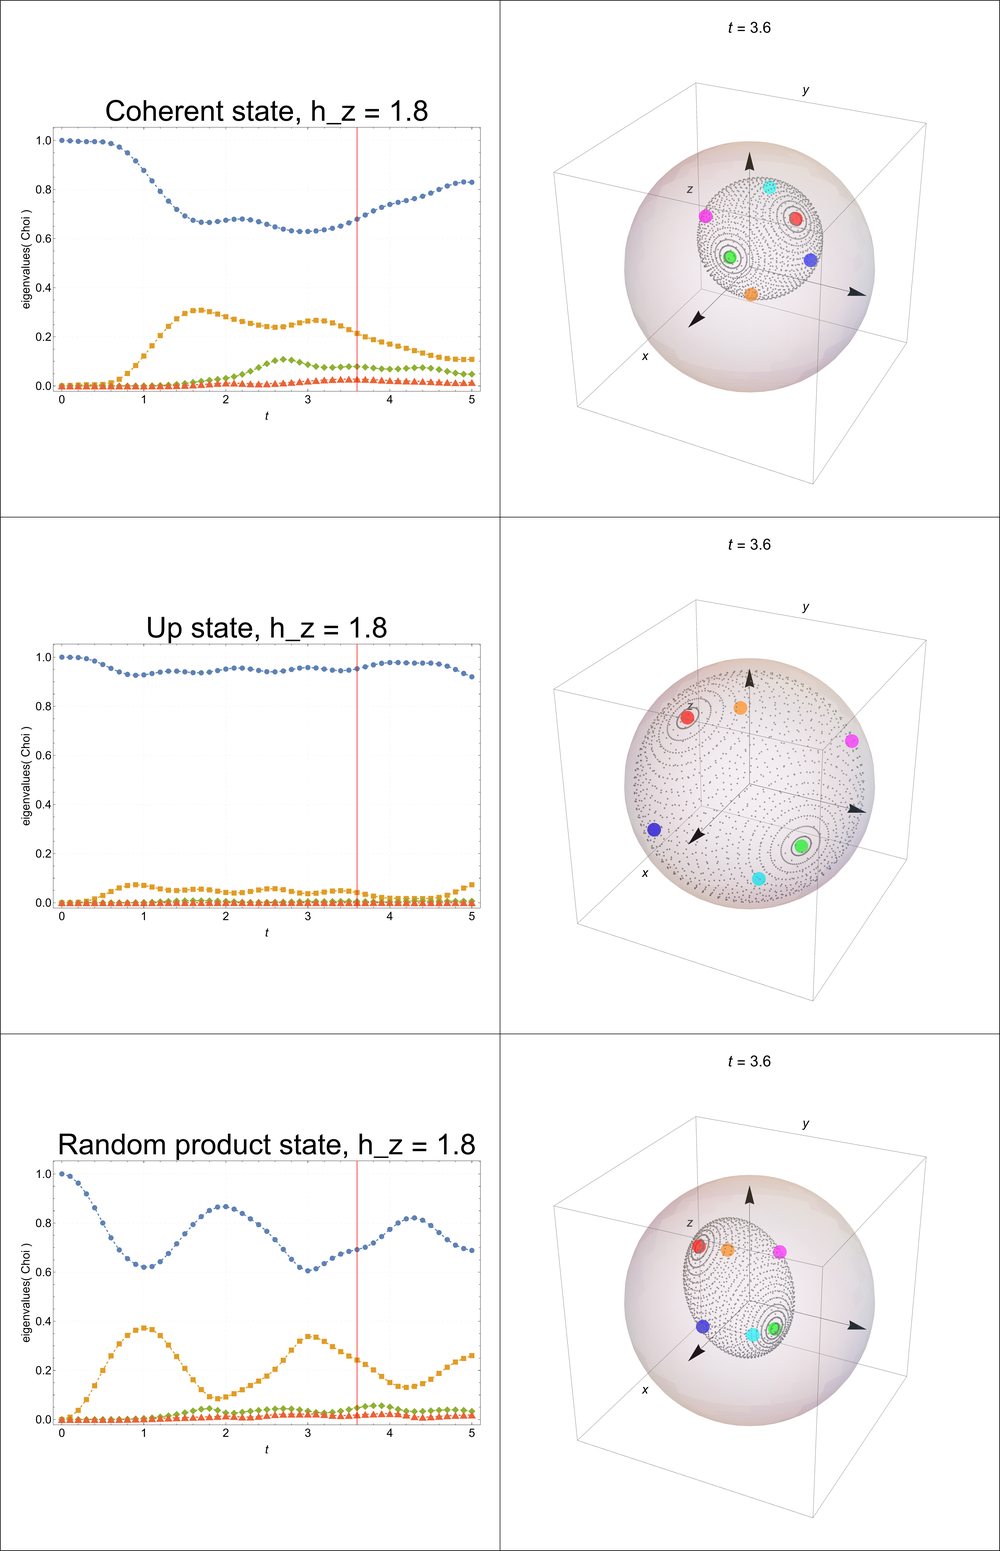 t = 3.6
Coherent state, h_z = 1.8
eigenvalues( Choi )
1.0
0.8
0.6
0.4
0.2
0.0
0 1 2 3 4 5
t
y
z
x
t = 3.6
Up state, h_z = 1.8
eigenvalues( Choi )
1.0
0.8
0.6
0.4
0.2
0.0
0 1 2 3 4 5
t
y
z
x
t = 3.6
Random product state, h_z = 1.8
eigenvalues( Choi )
1.0
0.8
0.6
0.4
0.2
0.0
0 1 2 3 4 5
t
y
z
x